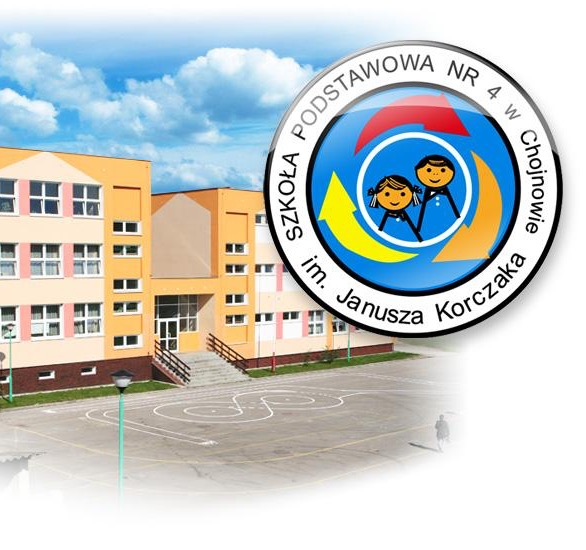 SZKOŁA PODSTAWOWA NR 4 w Chojnowie
im. Janusza Korczaka